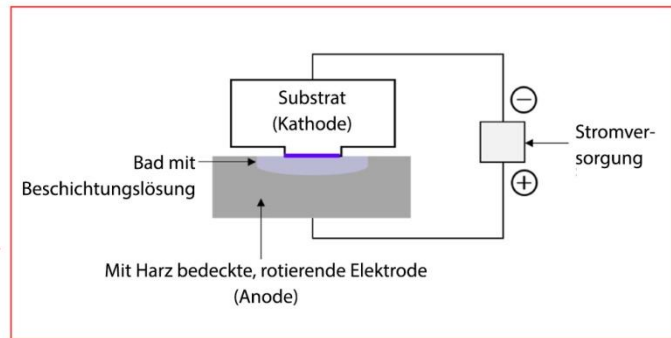 Substrat
(Kathode)
−
Stromver-
sorgung
+
Bad mit
Beschichtungslösung
Mit Harz bedeckte, rotierende Elektrode
(Anode)